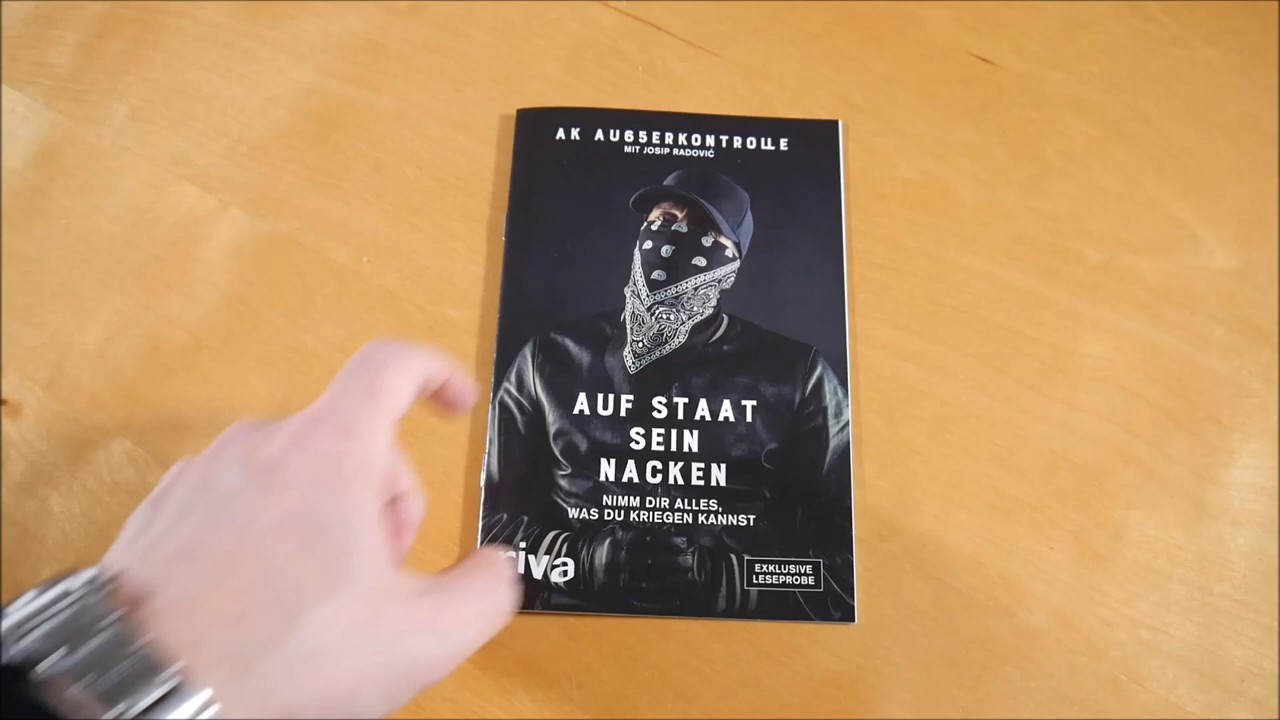 AK AU65ERKONTROLLE
MIT JOSIP RADOVIĆ
AUF STAAT
SEIN
NACKEN
NIMM DIR ALLES,
WAS DU KRIEGEN KANNST
riva
EXKLUSIVE
LESEPROBE